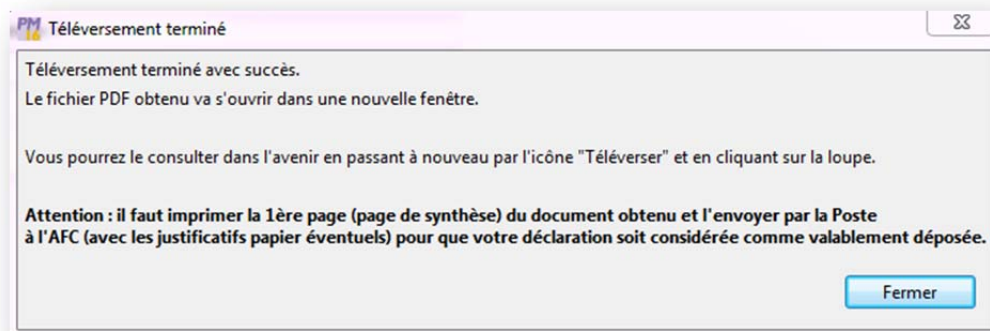 PM
16
Téléversement terminé
Téléversement terminé avec succès.
Le fichier PDF obtenu va s'ouvrir dans une nouvelle fenêtre.
Vous pourrez le consulter dans l'avenir en passant à nouveau par l'icône "Téléverser" et en cliquant sur la loupe.
Attention : il faut imprimer la 1ère page (page de synthèse) du document obtenu et l'envoyer par la Poste
à l'AFC (avec les justificatifs papier éventuels) pour que votre déclaration soit considérée comme valablement déposée.
Fermer